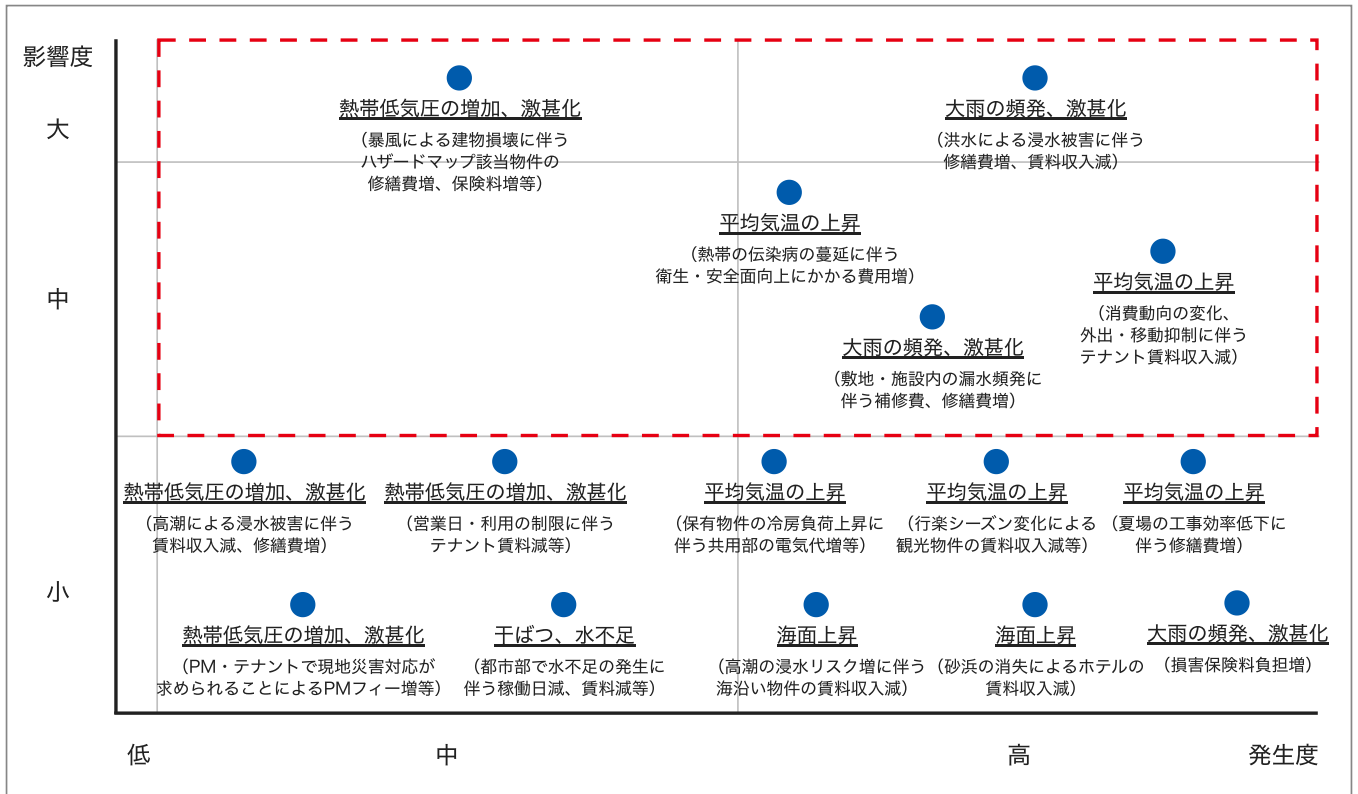 影響度
大
熱帯低気圧の増加、激甚化
（暴風による建物損壊に伴う
ハザードマップ該当物件の
修繕費増、保険料増等）
大雨の頻発、激甚化
（洪水による浸水被害に伴う
修繕費増、賃料収入減）
中
平均気温の上昇
（熱帯の伝染病の蔓延に伴う
衛生・安全面向上にかかる費用増）
平均気温の上昇
（消費動向の変化、
外出・移動抑制に伴う
テナント賃料収入減）
大雨の頻発、激甚化
（敷地・施設内の漏水頻発に
伴う補修費、修繕費増）
小
熱帯低気圧の増加、激甚化
（高潮による浸水被害に伴う
賃料収入減、修繕費増）
熱帯低気圧の増加、激甚化
（営業日・利用の制限に伴う
テナント賃料減等）
平均気温の上昇
（保有物件の冷房負荷上昇に
伴う共用部の電気代増等）
平均気温の上昇
（行楽シーズン変化による
観光物件の賃料収入減等）
平均気温の上昇
（夏場の工事効率低下に
伴う修繕費増）
熱帯低気圧の増加、激甚化
（PM・テナントで現地災害対応が
求められることによるPMフィー増等）
干ばつ、水不足
（都市部で水不足の発生に
伴う稼働日減、賃料減等）
海面上昇
（高潮の浸水リスク増に伴う
海沿い物件の賃料収入減）
海面上昇
（砂浜の消失によるホテルの
賃料収入減）
大雨の頻発、激甚化
（損害保険料負担増）
低
中
高
発生度